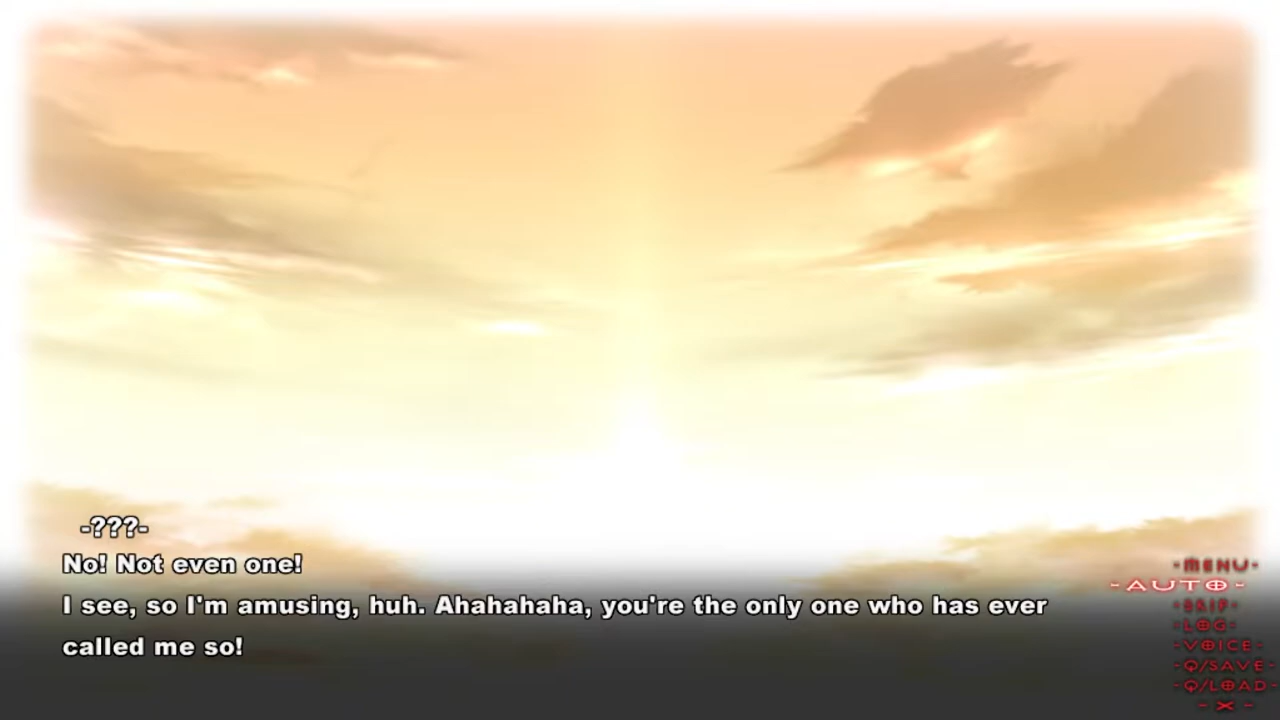 -???-
No! Not even one!
I see, so I'm amusing, huh. Ahahahaha, you're the only one who has ever
called me so!
-MENU-
-AUTO-
-SKIP-
-LOG-
-VOICE-
-Q/SAVE-
-Q/LOAD-
-X-